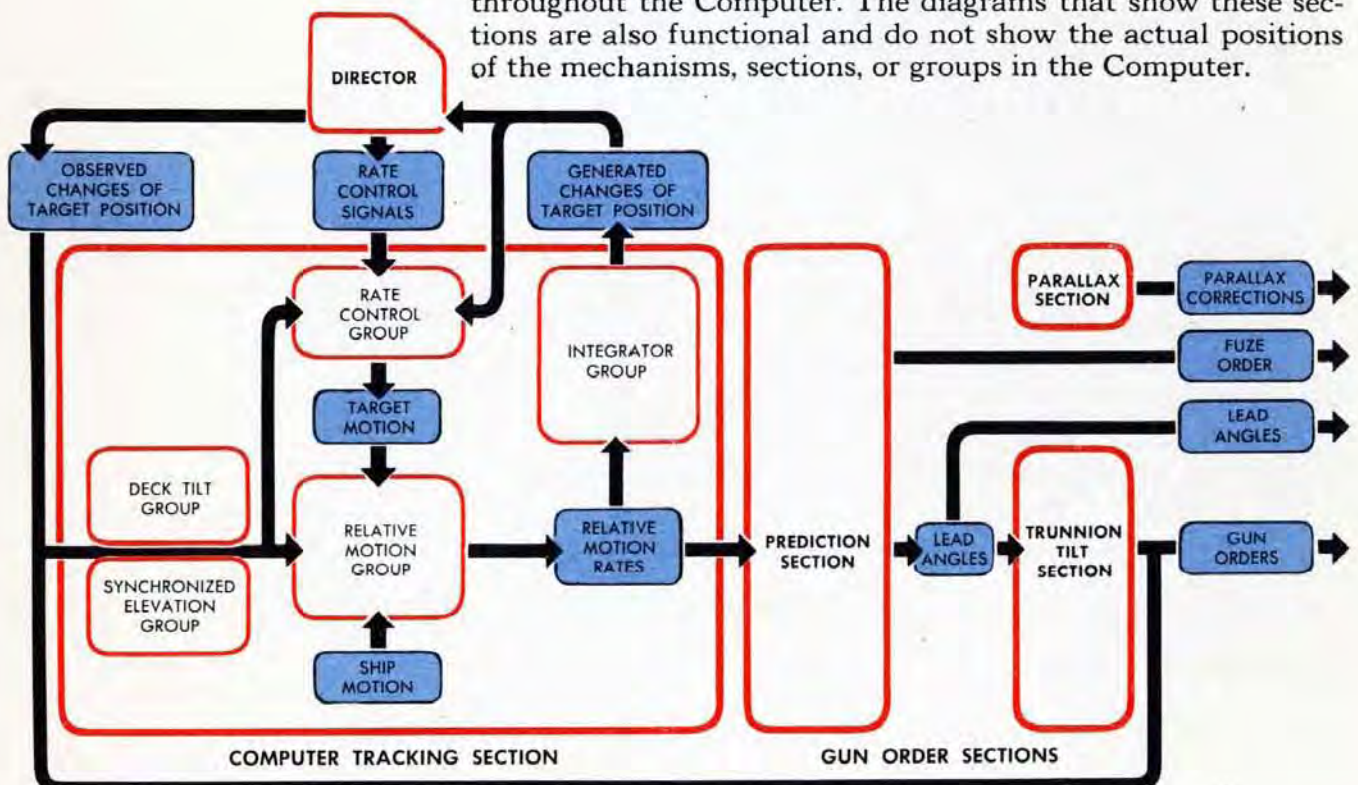 throughout the Computer. The diagrams that show these sec-
tions are also functional and do not show the actual positions
of the mechanisms, sections, or groups in the Computer.
DIRECTOR
OBSERVED
CHANGES OF
TARGET POSITION
RATE
CONTROL
SIGNALS
GENERATED
CHANGES OF
TARGET POSITION
RATE
CONTROL
GROUP
INTEGRATOR
GROUP
TARGET
MOTION
DECK TILT
GROUP
SYNCHRONIZED
ELEVATION
GROUP
RELATIVE
MOTION
GROUP
RELATIVE
MOTION
RATES
SHIP
MOTION
COMPUTER TRACKING SECTION
PREDICTION
SECTION
LEAD
ANGLES
TRUNNION
TILT
SECTION
PARALLAX
SECTION
PARALLAX
CORRECTIONS
FUZE
ORDER
LEAD
ANGLES
GUN
ORDERS
GUN ORDER SECTIONS